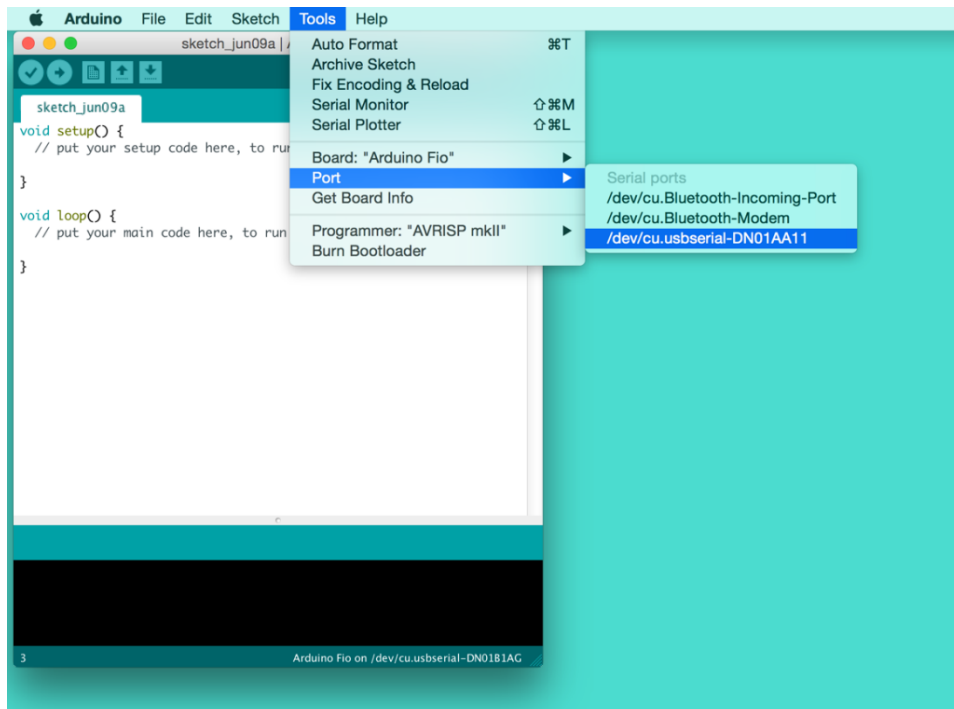 Arduino File Edit Sketch Tools Help
sketch_jun09a |
Auto Format ⌘T
Archive Sketch
Fix Encoding & Reload
Serial Monitor ⇧⌘M
Serial Plotter ⇧⌘L
Board: "Arduino Fio"
Port
Get Board Info
Programmer: "AVRISP mkII"
Burn Bootloader
Serial ports
/dev/cu.Bluetooth-Incoming-Port
/dev/cu.Bluetooth-Modem
/dev/cu.usbserial-DN01AA11
sketch_jun09a
void setup() {
// put your setup code here, to
}
void loop() {
// put your main code here, to run
}
3 Arduino Fio on /dev/cu.usbserial-DN01B1AG